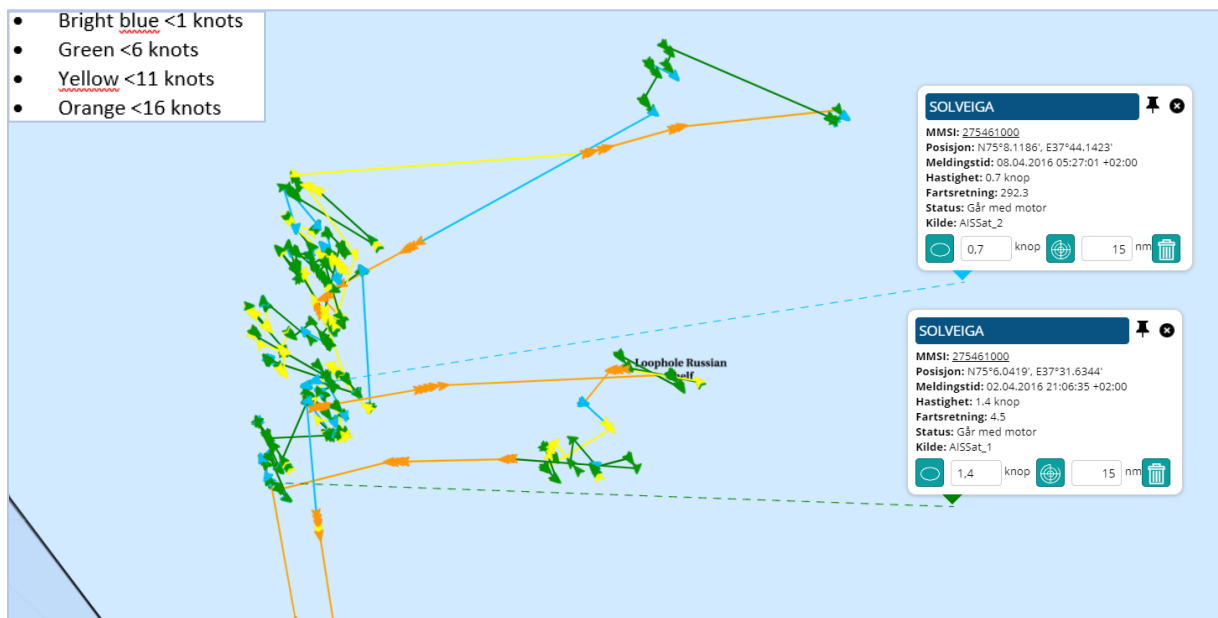 Bright blue <1 knots
Green <6 knots
Yellow <11 knots
Orange <16 knots
SOLVEIGA
MMSI: 275461000
Posisjon: N75°8.1186', E37°44.1423'
Meldingstid: 08.04.2016 05:27:01 +02:00
Hastighet: 0.7 knop
Fartsretning: 292.3
Status: Går med motor
Kilde: AISSat_2
0,7 knop 15 nm
SOLVEIGA
MMSI: 275461000
Posisjon: N75°6.0419', E37°31.6344'
Meldingstid: 02.04.2016 21:06:35 +02:00
Hastighet: 1.4 knop
Fartsretning: 4.5
Status: Går med motor
Kilde: AISSat_1
1,4 knop 15 nm
Loophole Russian